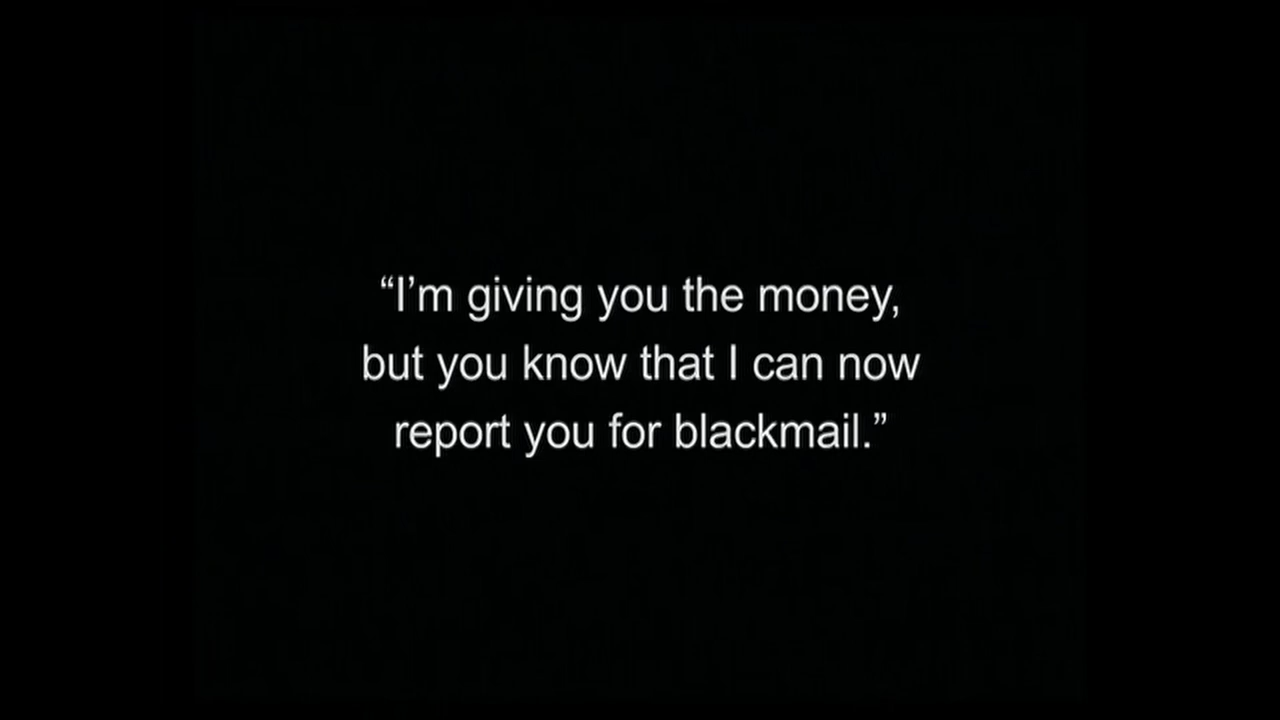 “I’m giving you the money,
but you know that I can now
report you for blackmail.”